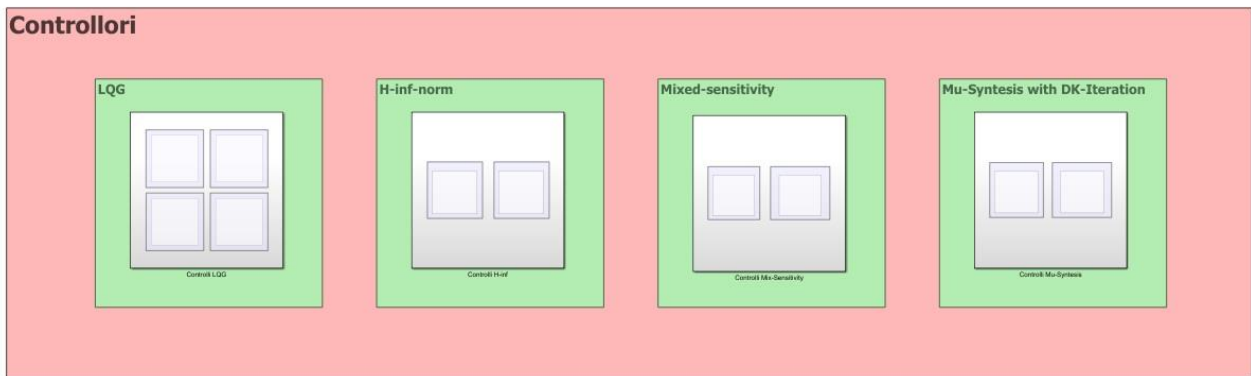 Controllori
LQG
H-inf-norm
Mixed-sensitivity
Mu-Syntesis with DK-Iteration
Controlli LQG
Controlli H-inf
Controlli Mix-Sensitivity
Controlli Mu-Syntesis